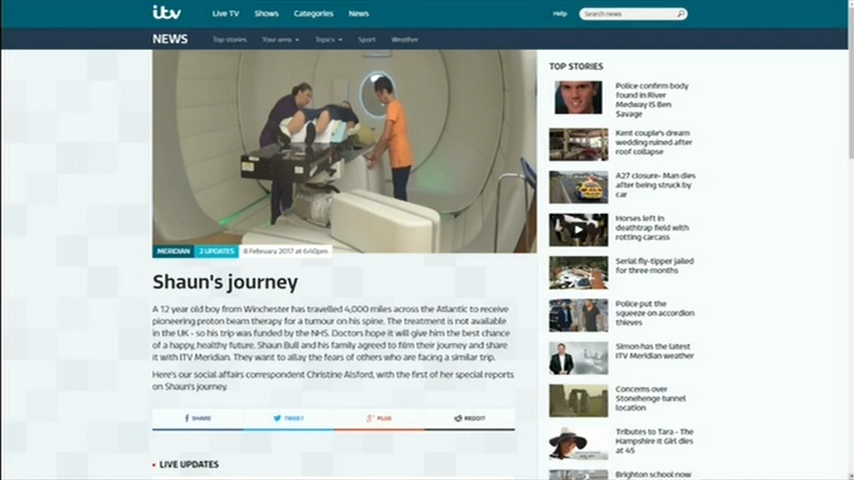 itv
Live TV
Shows
Categories
News
Help
Search news
NEWS
Top stories
Your area
Topics
Sport
Weather
MERIDIAN
2 UPDATES
8 February 2017 at 6:40pm
Shaun's journey
A 12 year old boy from Winchester has travelled 4,000 miles across the Atlantic to receive
pioneering proton beam therapy for a tumour on his spine. The treatment is not available
in the UK - so his trip was funded by the NHS. Doctors hope it will give him the best chance
of a happy, healthy future. Shaun Bull and his family agreed to film their journey and share
it with ITV Meridian. They want to allay the fears of others who are facing a similar trip.
Here's our social affairs correspondent Christine Alsford, with the first of her special reports
on Shaun's journey.
SHARE
TWEET
PLUS
REDDIT
LIVE UPDATES
TOP STORIES
Police confirm body
found in River
Medway IS Ben
Savage
Kent couple's dream
wedding ruined after
roof collapse
A27 closure- Man dies
after being struck by
car
Horses left in
deathtrap field with
rotting carcass
Serial fly-tipper jailed
for three months
Police put the
squeeze on accordion
thieves
Simon has the latest
ITV Meridian weather
Concerns over
Stonehenge tunnel
location
Tributes to Tara - The
Hampshire It Girl dies
at 45
Brighton school now